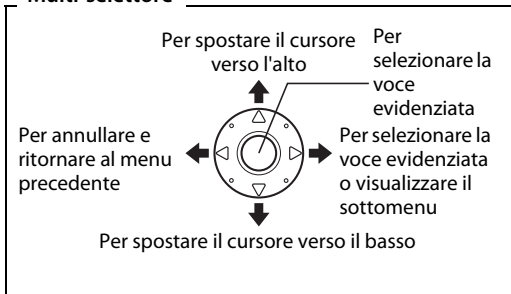 Multi-selettore
Per spostare il cursore
verso l'alto
Per
selezionare la
voce
evidenziata
Per annullare e
ritornare al menu
precedente
Per selezionare la
voce evidenziata
o visualizzare il
sottomenu
Per spostare il cursore verso il basso